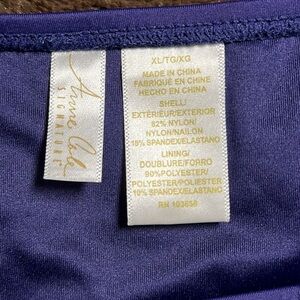 Anne Cole
SIGNATURE
XL/TG/XG
MADE IN CHINA
FABRIQUÉ EN CHINE
HECHO EN CHINA
SHELL/
EXTÉRIEUR/EXTERIOR
82% NYLON/
NYLON/NAILON
18% SPANDEX/ELASTANO
LINING/
DOUBLURE/FORRO
90% POLYESTER/
POLYESTER/POLIESTER
10% SPANDEX/ELASTANO
RN 103658